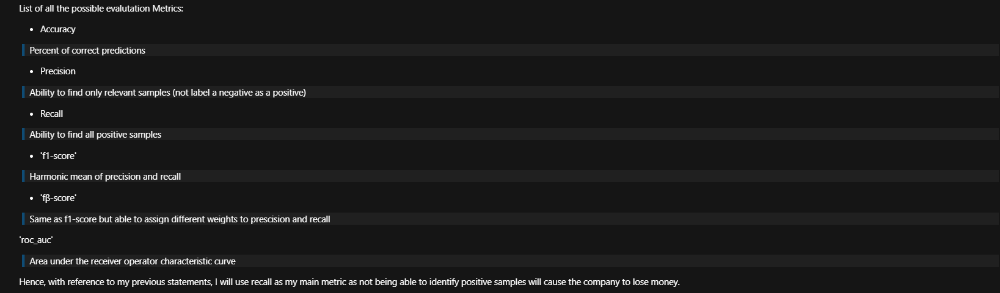 List of all the possible evalutation Metrics:
• Accuracy
Percent of correct predictions
• Precision
Ability to find only relevant samples (not label a negative as a positive)
• Recall
Ability to find all positive samples
• 'f1-score'
Harmonic mean of precision and recall
• 'fβ-score'
Same as f1-score but able to assign different weights to prescision and recall
'roc_auc'
Area under the receiver operator characteristic curve
Hence, with reference to my previous statements, I will use recall as my main metric as not being able to identify positive samples will cause the company to lose money.